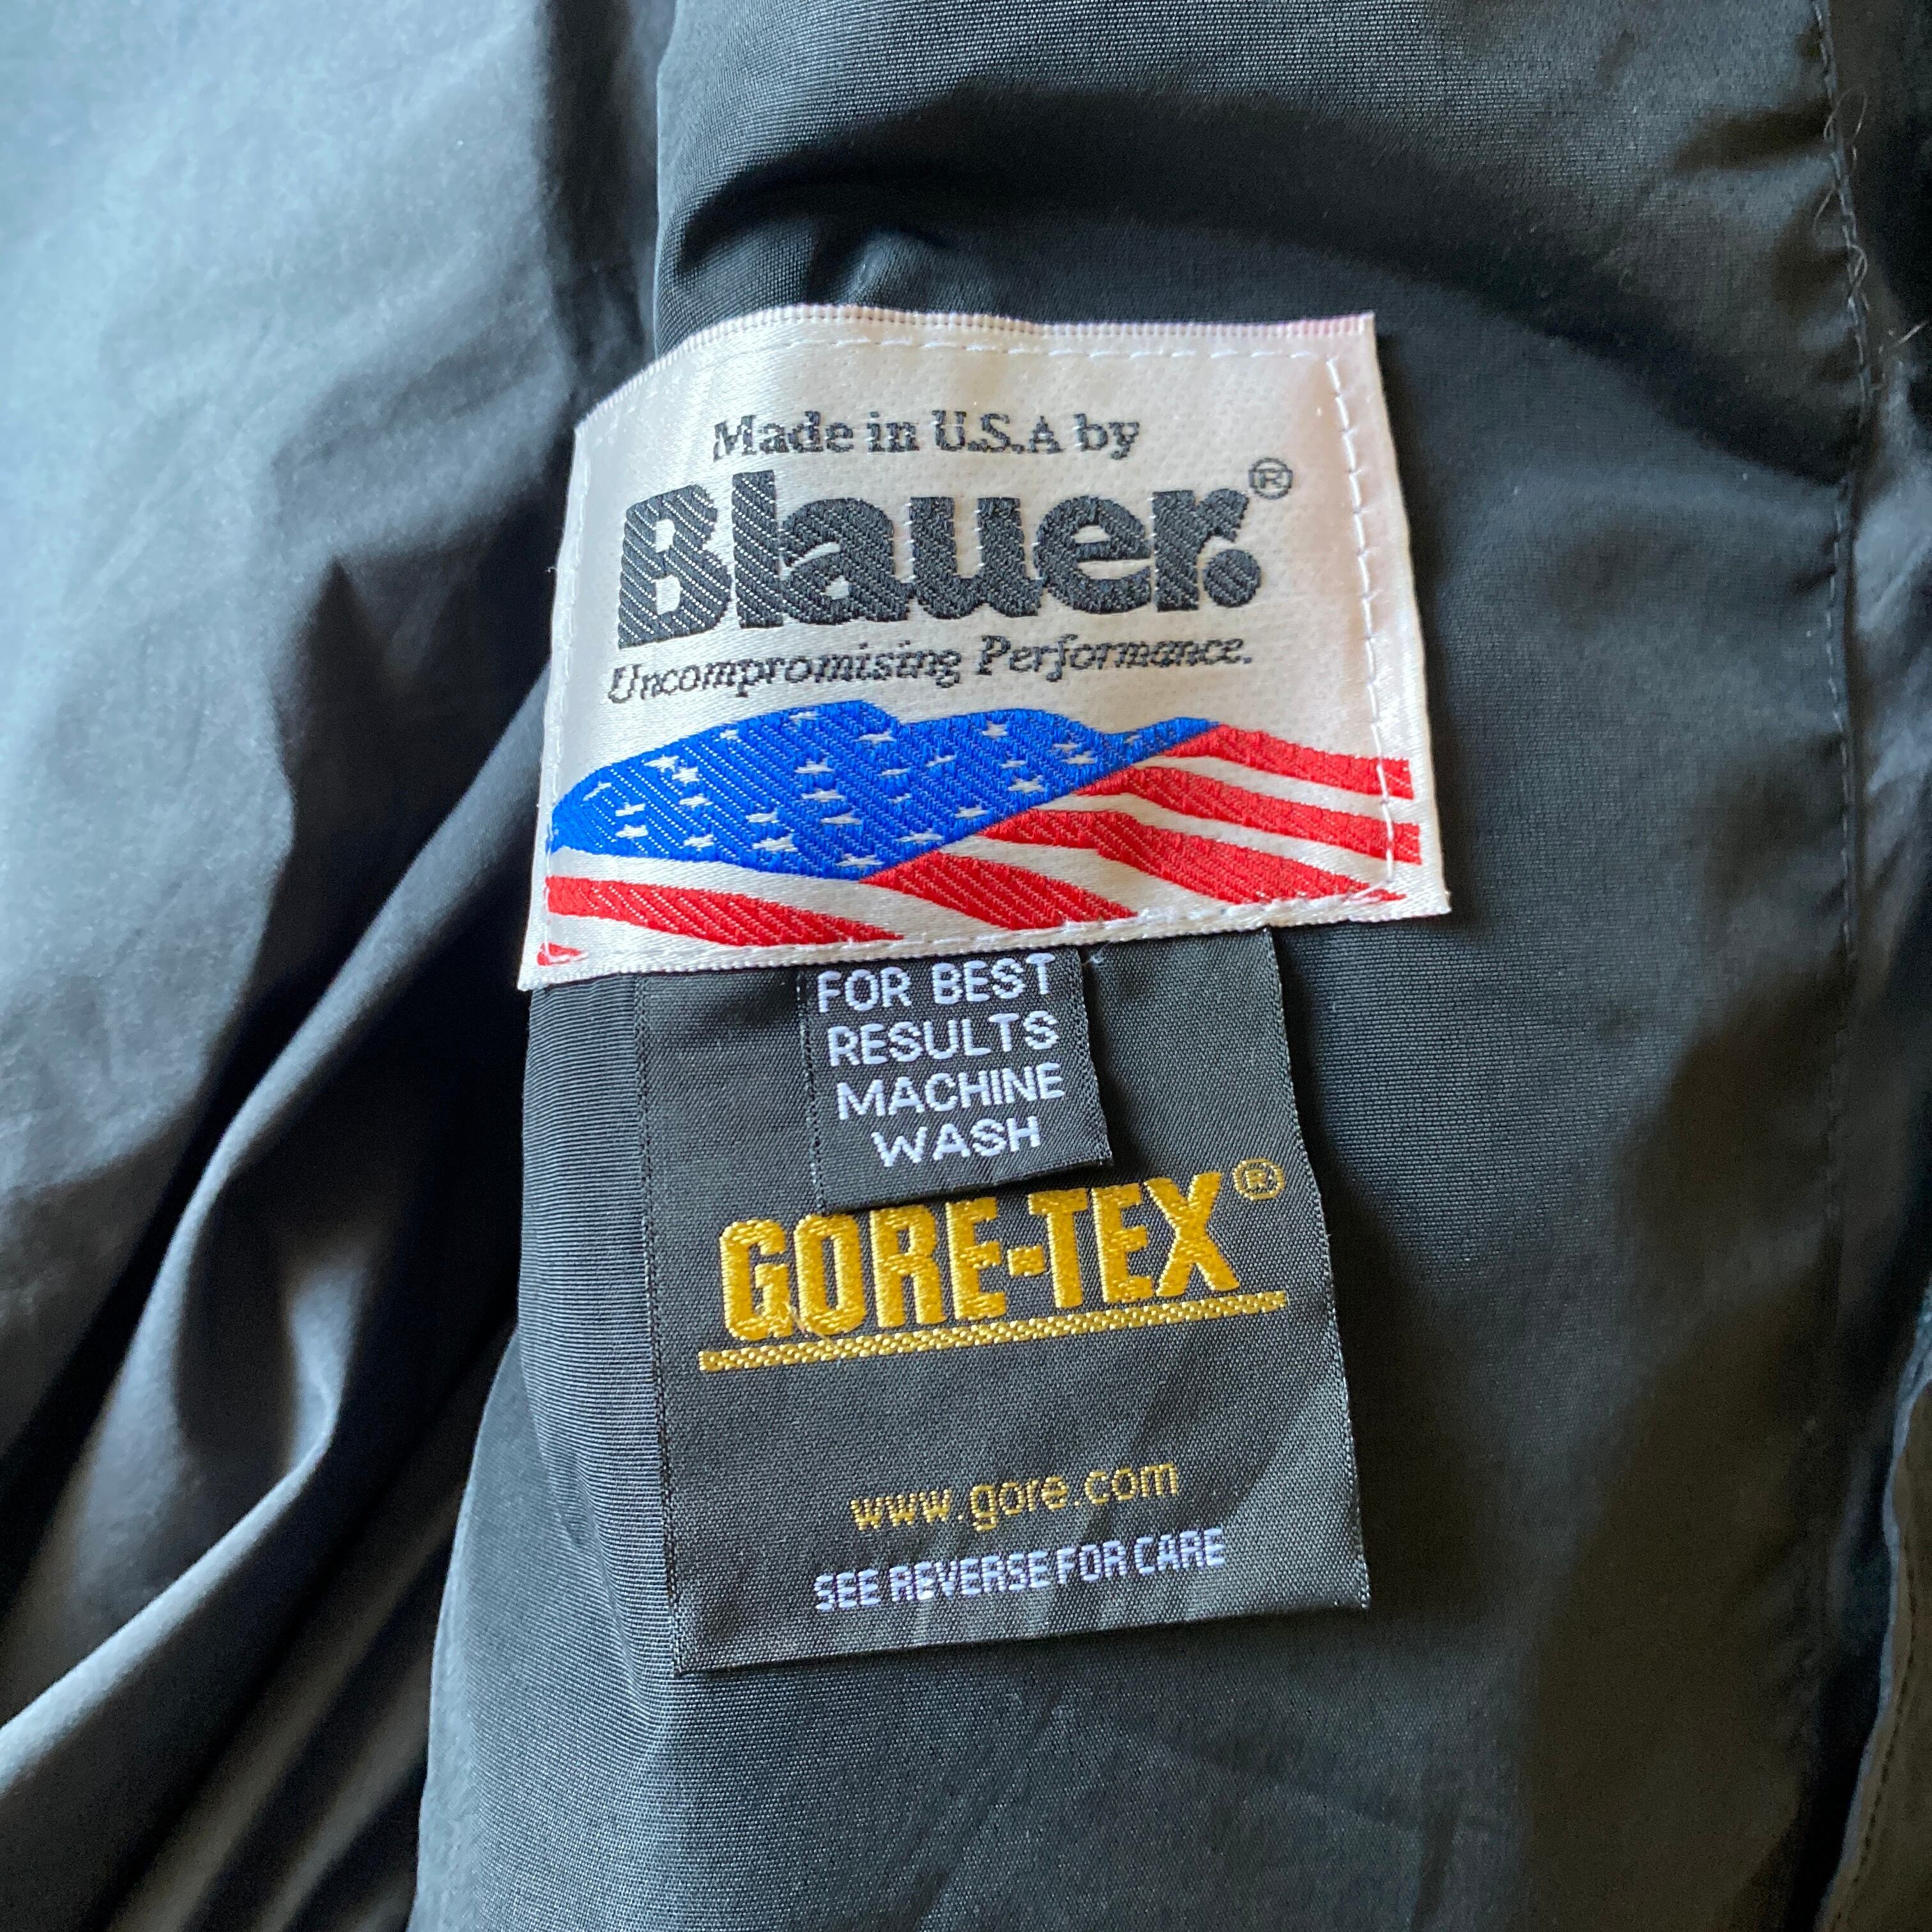 Made in U.S.A by
Blauer.®
Uncompromising Performance.
FOR BEST
RESULTS
MACHINE
WASH
GORE-TEX®
www.gore.com
SEE REVERSE FOR CARE